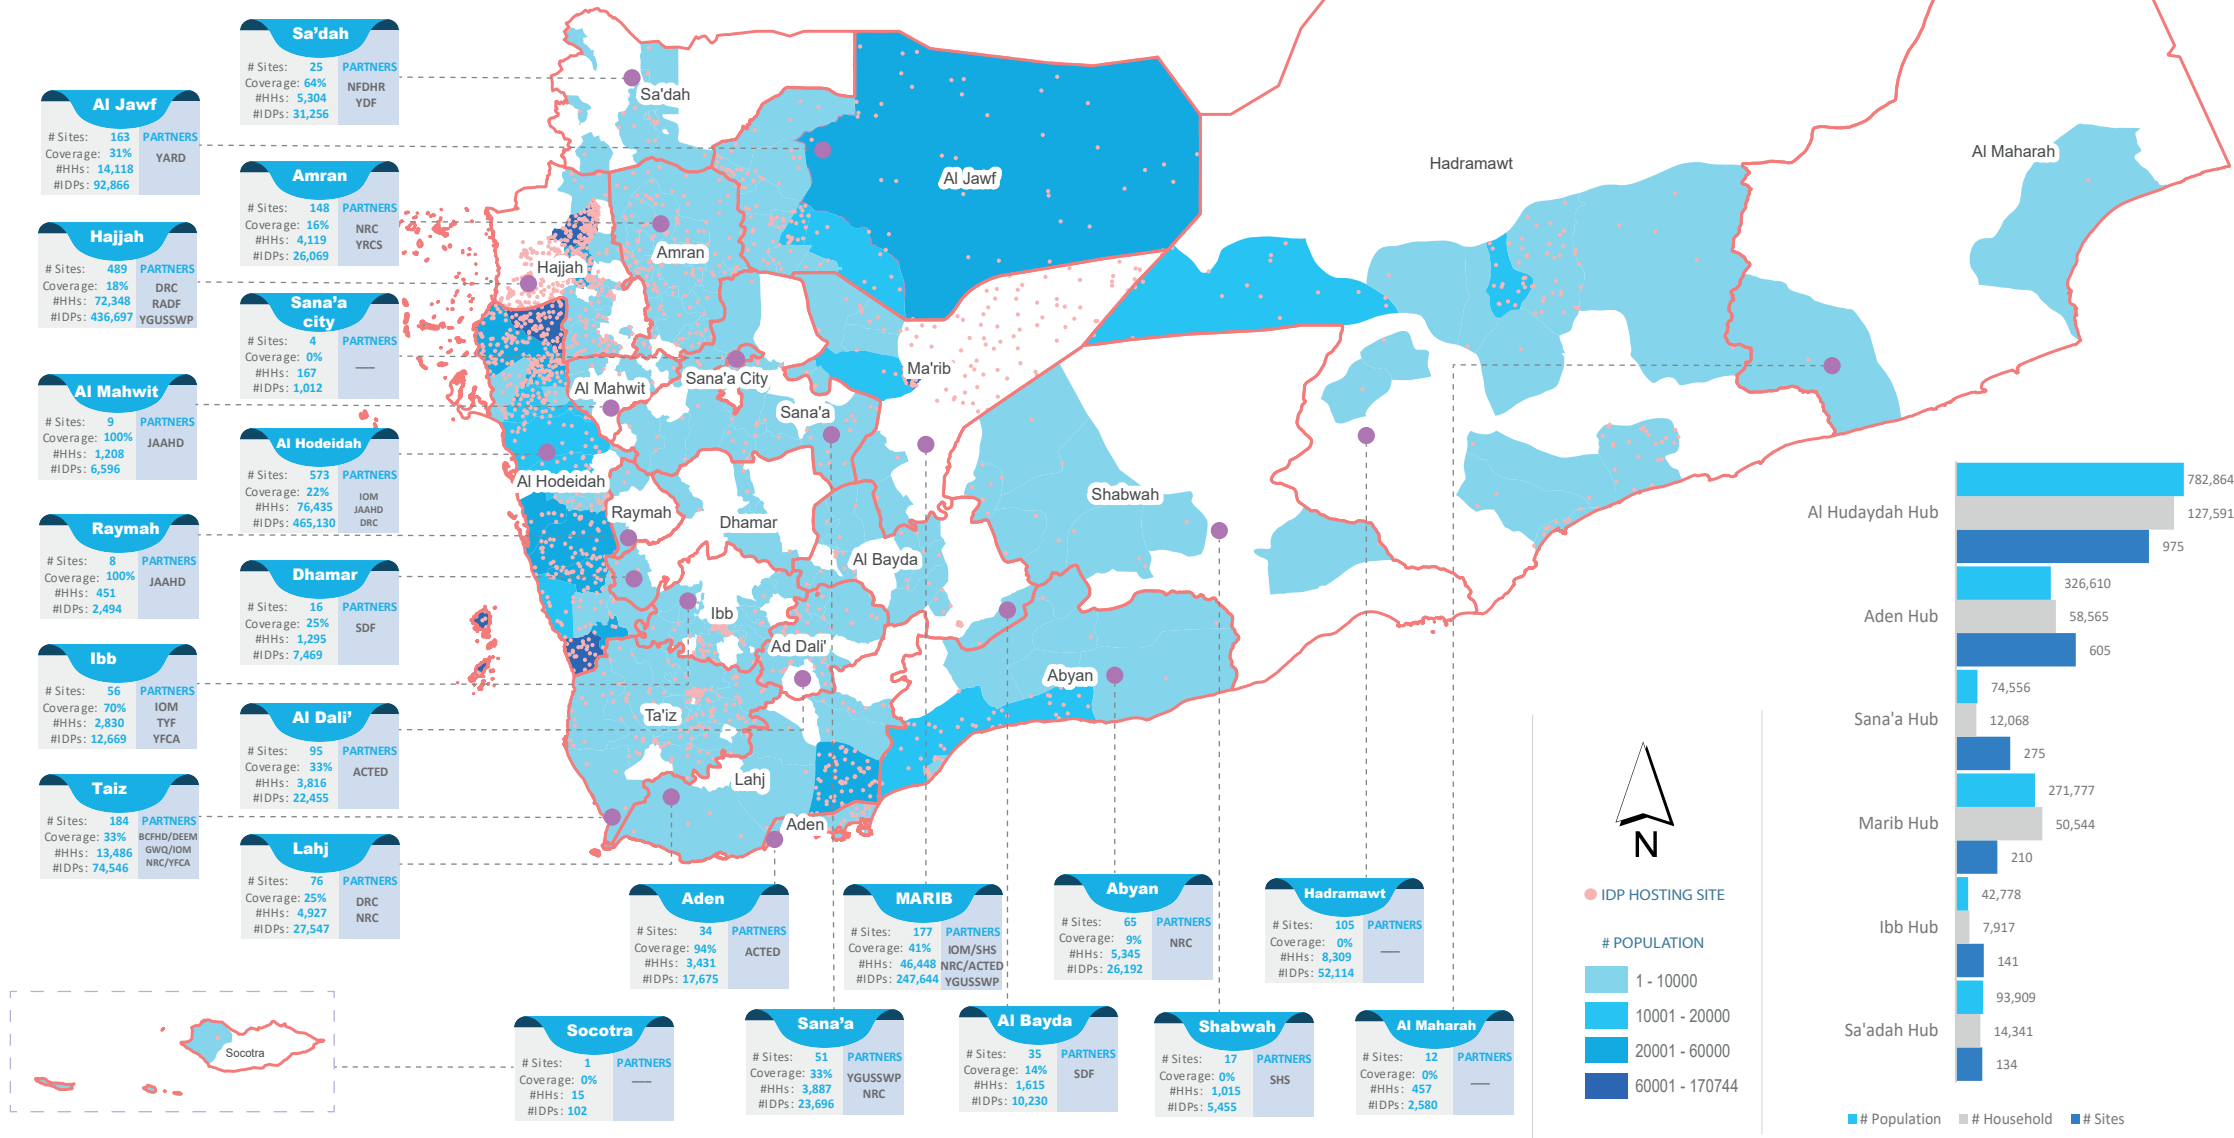 Sa'dah
# Sites: 25 PARTNERS
Coverage: 64% NFDHR
#HHs: 5,304 YDF
#IDPs: 31,256
Al Jawf
# Sites: 163 PARTNERS
Coverage: 31% YARD
#HHs: 14,118
#IDPs: 92,866
Amran
# Sites: 148 PARTNERS
Coverage: 16% NRC
#HHs: 4,119 YRCS
#IDPs: 26,069
Hajjah
# Sites: 489 PARTNERS
Coverage: 18% DRC
#HHs: 72,348 RADF
#IDPs: 436,697 YGUSSWP
Sana'a
city
# Sites: 4 PARTNERS
Coverage: 0% —
#HHs: 167
#IDPs: 1,012
Al Mahwit
# Sites: 9 PARTNERS
Coverage: 100% JAAHD
#HHs: 1,208
#IDPs: 6,596
Al Hodeidah
# Sites: 573 PARTNERS
Coverage: 22% IOM
#HHs: 76,435 JAAHD
#IDPs: 465,130 DRC
Raymah
# Sites: 8 PARTNERS
Coverage: 100% JAAHD
#HHs: 451
#IDPs: 2,494
Dhamar
# Sites: 16 PARTNERS
Coverage: 25% SDF
#HHs: 1,295
#IDPs: 7,469
Ibb
# Sites: 56 PARTNERS
Coverage: 70% IOM
#HHs: 2,830 TYF
#IDPs: 12,669 YFCA
Al Dali'
# Sites: 95 PARTNERS
Coverage: 33% ACTED
#HHs: 3,816
#IDPs: 22,455
Taiz
# Sites: 184 PARTNERS
Coverage: 33% BCFHD/DEEM
#HHs: 13,486 GWQ/IOM
#IDPs: 74,546 NRC/YFCA
Lahj
# Sites: 76 PARTNERS
Coverage: 25% DRC
#HHs: 4,927 NRC
#IDPs: 27,547
Aden
# Sites: 34 PARTNERS
Coverage: 94% ACTED
#HHs: 3,431
#IDPs: 17,675
MARIB
# Sites: 177 PARTNERS
Coverage: 41% IOM/SHS
#HHs: 46,448 NRC/ACTED
#IDPs: 247,644 YGUSSWP
Abyan
# Sites: 65 PARTNERS
Coverage: 9% NRC
#HHs: 5,345
#IDPs: 26,192
Hadramawt
# Sites: 105 PARTNERS
Coverage: 0% —
#HHs: 8,309
#IDPs: 52,114
Socotra
# Sites: 1 PARTNERS
Coverage: 0% —
#HHs: 15
#IDPs: 102
Sana'a
# Sites: 51 PARTNERS
Coverage: 33% YGUSSWP
#HHs: 3,887 NRC
#IDPs: 23,696
Al Bayda
# Sites: 35 PARTNERS
Coverage: 14% SDF
#HHs: 1,615
#IDPs: 10,230
Shabwah
# Sites: 17 PARTNERS
Coverage: 0% SHS
#HHs: 1,015
#IDPs: 5,455
Al Maharah
# Sites: 12 PARTNERS
Coverage: 0% —
#HHs: 457
#IDPs: 2,580
Sa'dah
Al Jawf
Hadramawt
Al Maharah
Amran
Hajjah
Ma'rib
Al Mahwit
Sana'a City
Sana'a
Al Hodeidah
Raymah
Dhamar
Shabwah
Al Bayda
Ibb
Ad Dali'
Abyan
Ta'iz
Lahj
Aden
Socotra
N
IDP HOSTING SITE
# POPULATION
1 - 10000
10001 - 20000
20001 - 60000
60001 - 170744
782,864
Al Hudaydah Hub 127,591
975
326,610
Aden Hub 58,565
605
74,556
Sana'a Hub 12,068
275
271,777
Marib Hub 50,544
210
42,778
Ibb Hub 7,917
141
93,909
Sa'adah Hub 14,341
134
# Population # Household # Sites